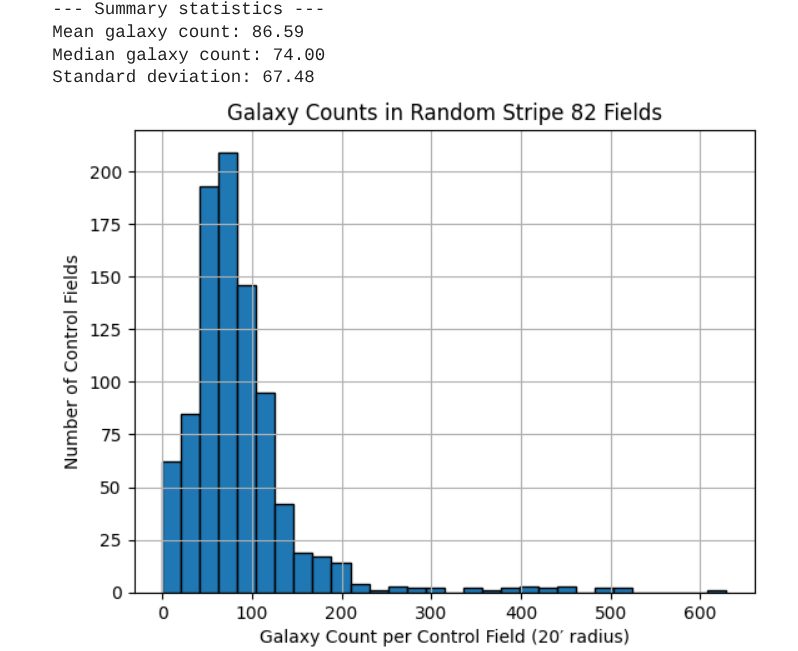 --- Summary statistics ---
Mean galaxy count: 86.59
Median galaxy count: 74.00
Standard deviation: 67.48
Galaxy Counts in Random Stripe 82 Fields
Number of Control Fields
200
175
150
125
100
75
50
25
0
0 100 200 300 400 500 600
Galaxy Count per Control Field (20′ radius)